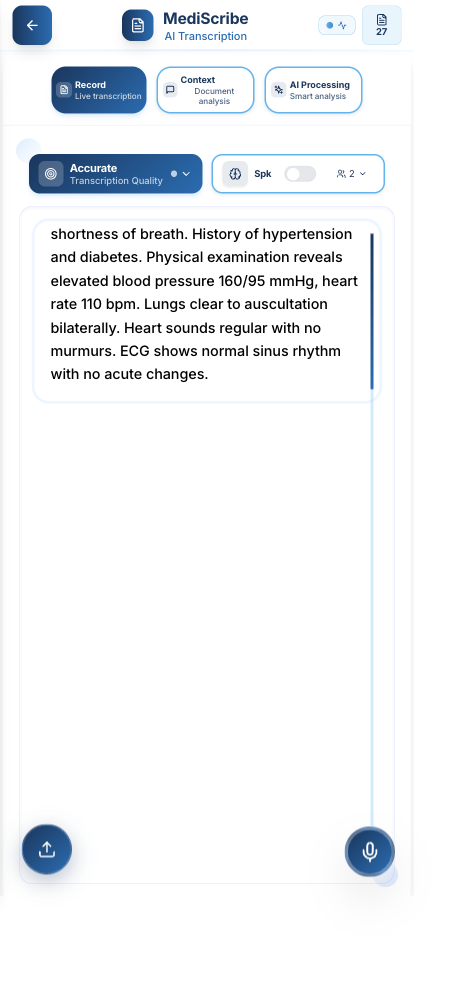 MediScribe
AI Transcription
27
Record
Live transcription
Context
Document
analysis
AI Processing
Smart analysis
Accurate
Transcription Quality
Spk
2
shortness of breath. History of hypertension
and diabetes. Physical examination reveals
elevated blood pressure 160/95 mmHg, heart
rate 110 bpm. Lungs clear to auscultation
bilaterally. Heart sounds regular with no
murmurs. ECG shows normal sinus rhythm
with no acute changes.